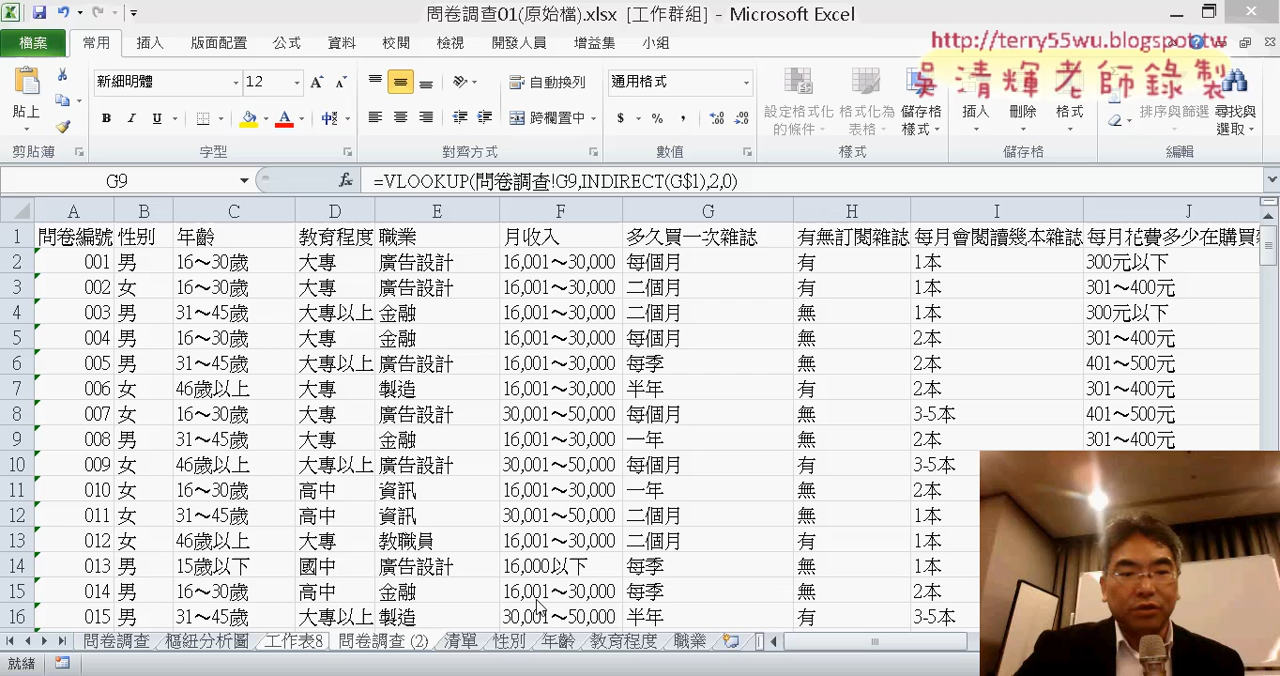 問卷調查01(原始檔).xlsx [工作群組] - Microsoft Excel
檔案 常用 插入 版面配置 公式 資料 校閱 檢視 開發人員 增益集 小組
http://terry55wu.blogspot.tw
吳清輝老師錄製
貼上 新細明體 12 自動換列 跨欄置中 通用格式
設定格式化的條件 格式化為表格 儲存格樣式 插入 刪除 格式 排序與篩選 尋找與選取
剪貼簿 字型 對齊方式 數值 樣式 儲存格 編輯
G9 fx =VLOOKUP(問卷調查!G9,INDIRECT(G$1),2,0)
A B C D E F G H I J
1 問卷編號 性別 年齡 教育程度 職業 月收入 多久買一次雜誌 有無訂閱雜誌 每月會閱讀幾本雜誌 每月花費多少在購買
2 001 男 16～30歲 大專 廣告設計 16,001～30,000 每個月 有 1本 300元以下
3 002 女 16～30歲 大專 廣告設計 16,001～30,000 二個月 有 1本 301～400元
4 003 男 31～45歲 大專以上 金融 16,001～30,000 二個月 無 1本 300元以下
5 004 男 16～30歲 大專 金融 16,001～30,000 每個月 無 2本 301～400元
6 005 男 31～45歲 大專以上 廣告設計 16,001～30,000 每季 無 2本 401～500元
7 006 女 46歲以上 大專 製造 16,001～30,000 半年 有 2本 301～400元
8 007 女 16～30歲 大專 廣告設計 30,001～50,000 每個月 無 3-5本 401～500元
9 008 男 31～45歲 大專 金融 16,001～30,000 一年 無 2本 301～400元
10 009 女 46歲以上 大專以上 廣告設計 30,001～50,000 每個月 有 3-5本
11 010 女 16～30歲 高中 資訊 16,001～30,000 一年 無 2本
12 011 女 31～45歲 高中 資訊 30,001～50,000 二個月 無 1本
13 012 女 46歲以上 大專 教職員 16,001～30,000 二個月 有 1本
14 013 男 15歲以下 國中 廣告設計 16,000以下 每季 無 1本
15 014 男 16～30歲 高中 金融 16,001～30,000 每季 無 2本
16 015 男 31～45歲 大專以上 製造 30,001～50,000 半年 有 3-5本
問卷調查 樞紐分析圖 工作表8 問卷調查 (2) 清單 性別 年齡 教育程度 職業
就緒